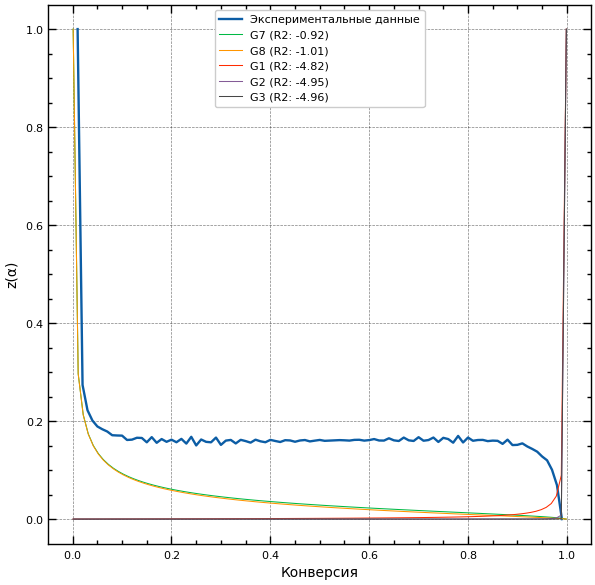 Экспериментальные данные
G7 (R2: -0.92)
G8 (R2: -1.01)
G1 (R2: -4.82)
G2 (R2: -4.95)
G3 (R2: -4.96)
1.0
0.8
0.6
0.4
0.2
0.0
z(α)
0.0 0.2 0.4 0.6 0.8 1.0
Конверсия